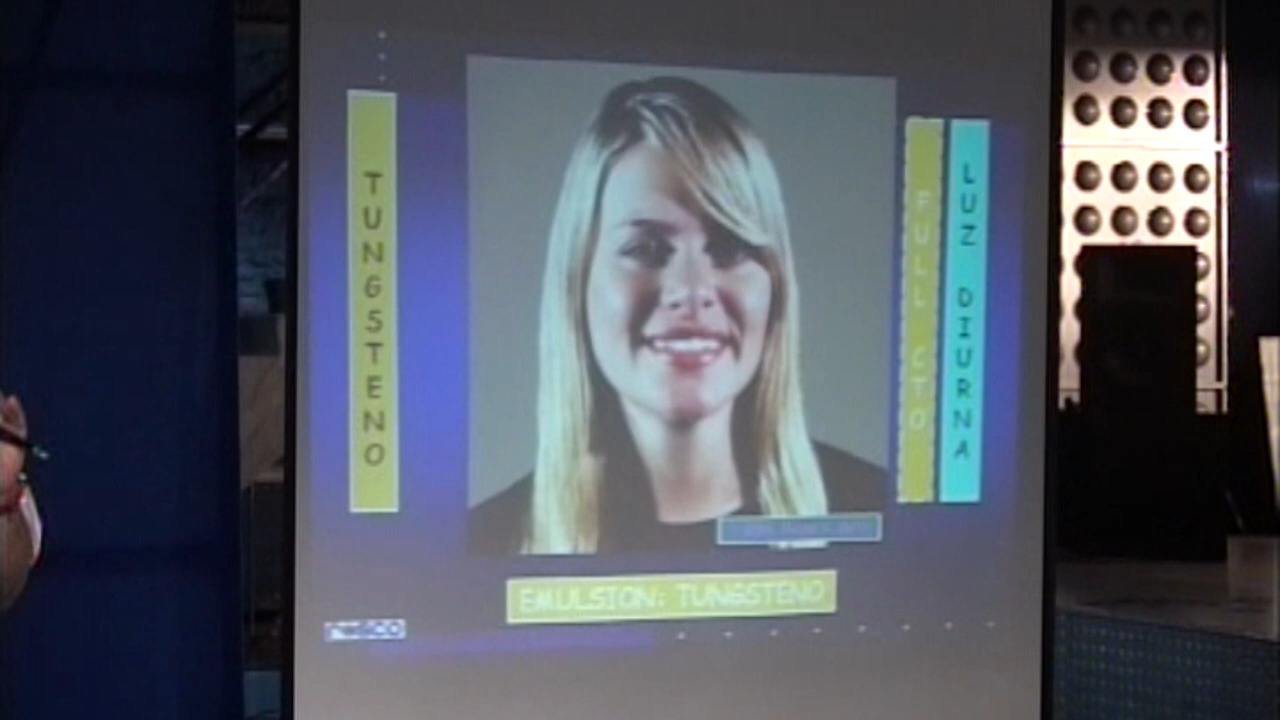 TUNGSTENO
FULL CTO
LUZ DIURNA
EMULSION: TUNGSTENO